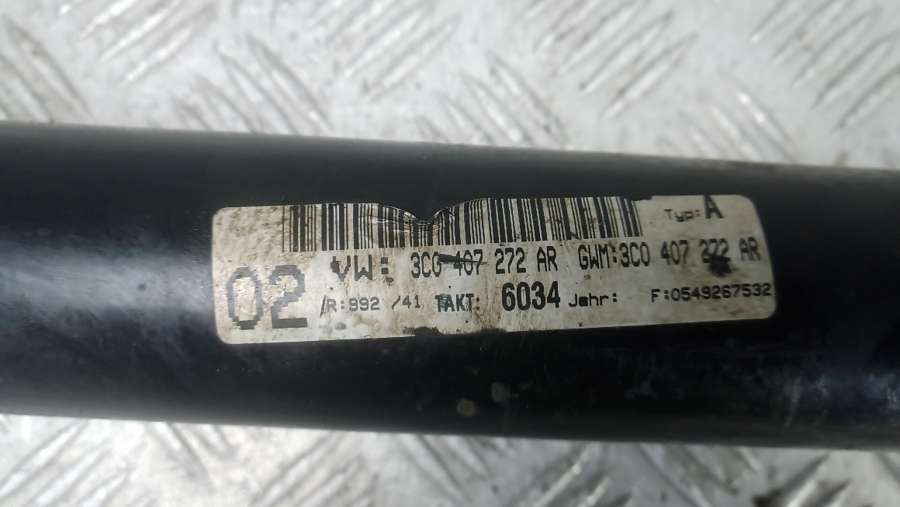 Typ: A
02
VW: 3C0 407 272 AR GWM:3C0 407 272 AR
/R:992 /41 TAKT: 6034 Jahr: F:0549267532